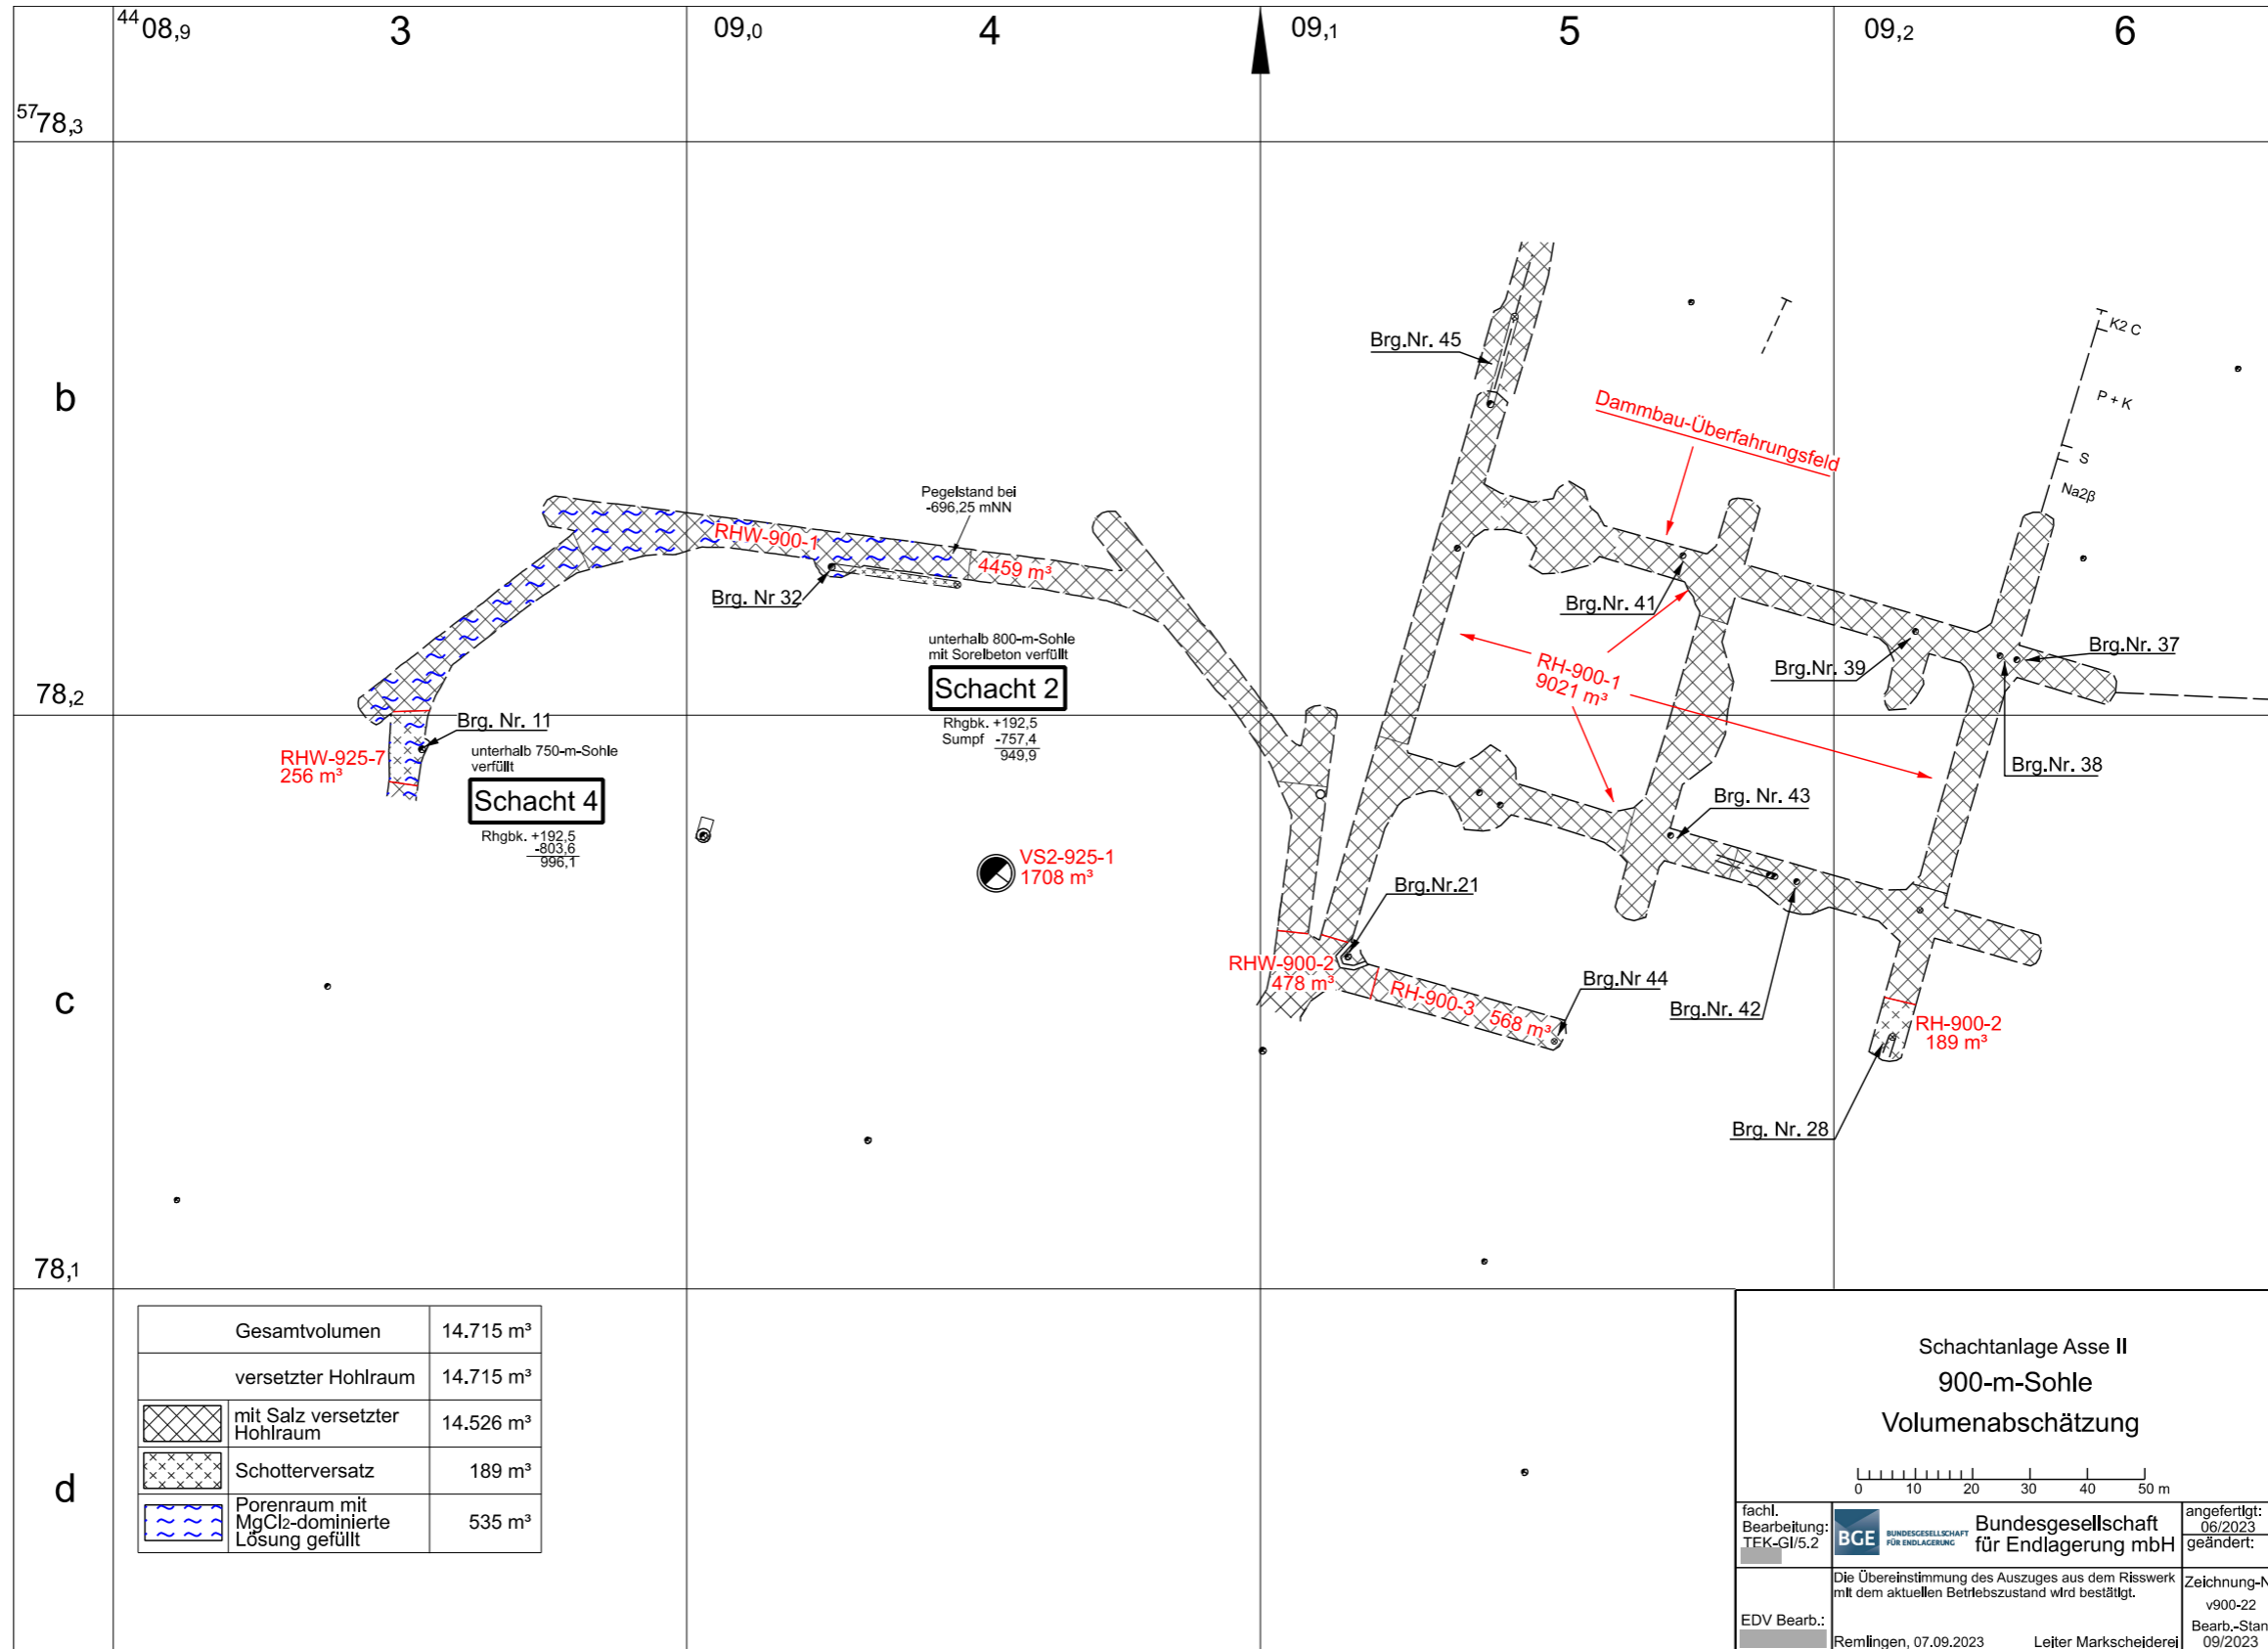 44 08,9
3
09,0
4
09,1
5
09,2
6
57 78,3
b
78,2
c
78,1
d
Brg.Nr. 45
Dammbau-Überfahrungsfeld
K2 C
P + K
S
Na2β
Pegelstand bei
-696,25 mNN
RHW-900-1
4459 m³
Brg. Nr 32
Brg.Nr. 41
RH-900-1
9021 m³
Brg.Nr. 39
Brg.Nr. 37
Brg.Nr. 38
unterhalb 800-m-Sohle
mit Sorelbeton verfüllt
Schacht 2
Rhgbk. +192,5
Sumpf -757,4
949,9
Brg. Nr. 11
RHW-925-7
256 m³
unterhalb 750-m-Sohle
verfüllt
Schacht 4
Rhgbk. +192,5
-803,6
996,1
VS2-925-1
1708 m³
Brg. Nr. 43
Brg.Nr.21
RHW-900-2
478 m³
RH-900-3 568 m³
Brg.Nr 44
Brg.Nr. 42
RH-900-2
189 m³
Brg. Nr. 28
Gesamtvolumen 14.715 m³
versetzter Hohlraum 14.715 m³
mit Salz versetzter
Hohlraum 14.526 m³
Schotterversatz 189 m³
Porenraum mit
MgCl2-dominierte 535 m³
Lösung gefüllt
Schachtanlage Asse II
900-m-Sohle
Volumenabschätzung
0 10 20 30 40 50 m
fachl.
Bearbeitung:
TEK-GI/5.2
BGE
BUNDESGESELLSCHAFT
FÜR ENDLAGERUNG
Bundesgesellschaft
für Endlagerung mbH
angefertigt:
06/2023
geändert:
Die Übereinstimmung des Auszuges aus dem Risswerk
mit dem aktuellen Betriebszustand wird bestätigt.
EDV Bearb.:
Remlingen, 07.09.2023 Leiter Markscheiderei
Zeichnung-N
v900-22
Bearb.-Stan
09/2023